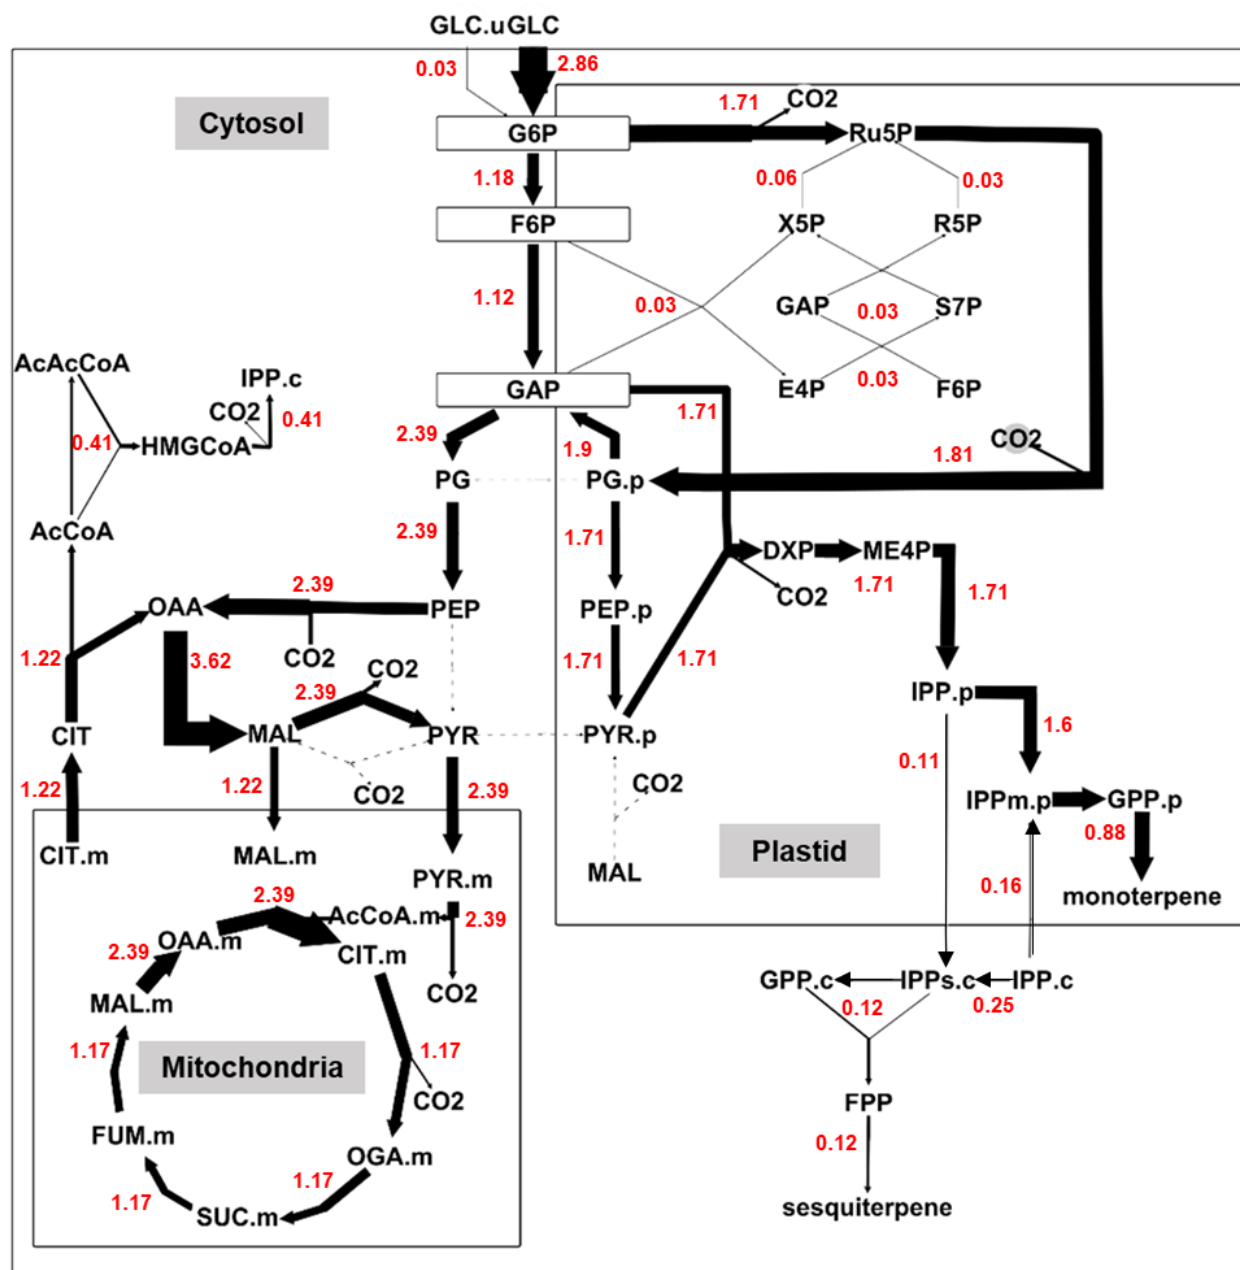 GLC.u GLC
0.03
2.86
Cytosol
1.71
CO2
G6P
Ru5P
1.18
0.06
0.03
F6P
X5P
R5P
1.12
0.03
GAP
0.03
S7P
AcAcCoA
IPP.c
GAP
E4P
0.03
F6P
CO2
0.41
1.71
0.41
HMGCoA
2.39
1.9
1.81
CO2
PG
PG.p
AcCoA
2.39
1.71
DXP
ME4P
2.39
1.71
1.71
OAA
PEP
PEP.p
CO2
1.22
3.62
CO2
1.71
1.71
CO2
2.39
IPP.p
CIT
MAL
PYR
PYR.p
1.6
0.11
1.22
1.22
CO2
2.39
CO2
IPPm.p
GPP.p
0.88
CIT.m
MAL.m
Plastid
PYR.m
MAL
0.16
monoterpene
2.39
AcCoA.m
2.39
OAA.m
2.39
CIT.m
MAL.m
CO2
GPP.c
IPPs.c
IPP.c
0.12
0.25
1.17
Mitochondria
1.17
CO2
FPP
FUM.m
OGA.m
0.12
1.17
1.17
SUC.m
sesquiterpene